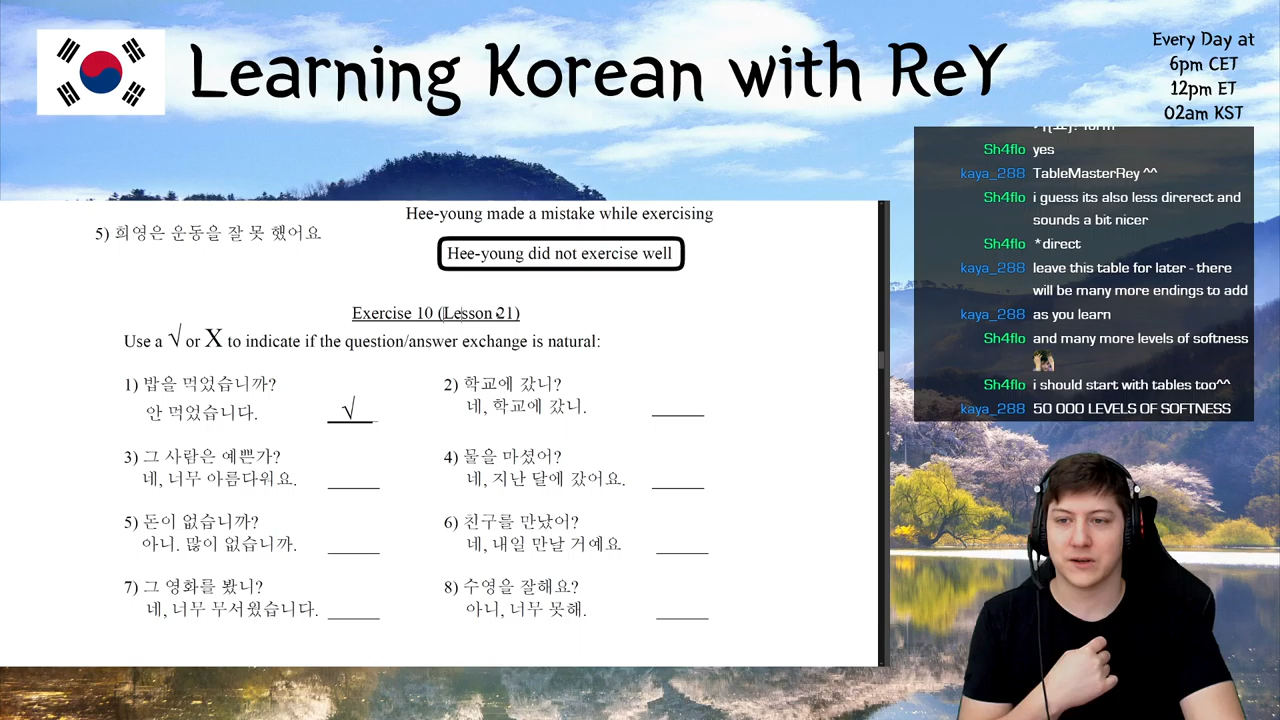 Learning Korean with ReY
Every Day at
6pm CET
12pm ET
02am KST
Sh4flo yes
kaya_288 TableMasterRey ^^
Sh4flo i guess its also less direrect and
sounds a bit nicer
Sh4flo *direct
kaya_288 leave this table for later - there
will be many more endings to add
kaya_288 as you learn
Sh4flo and many more levels of softness
Sh4flo i should start with tables too^^
kaya_288 50 000 LEVELS OF SOFTNESS
Hee-young made a mistake while exercising
5) 희영은 운동을 잘 못 했어요
Hee-young did not exercise well
Exercise 10 (Lesson 21)
Use a √ or X to indicate if the question/answer exchange is natural:
1) 밥을 먹었습니까?
안 먹었습니다. √
2) 학교에 갔니?
네, 학교에 갔니.
3) 그 사람은 예쁜가?
네, 너무 아름다워요.
4) 물을 마셨어?
네, 지난 달에 갔어요.
5) 돈이 없습니까?
아니. 많이 없습니까.
6) 친구를 만났어?
네, 내일 만날 거예요
7) 그 영화를 봤니?
네, 너무 무서웠습니다.
8) 수영을 잘해요?
아니, 너무 못해.